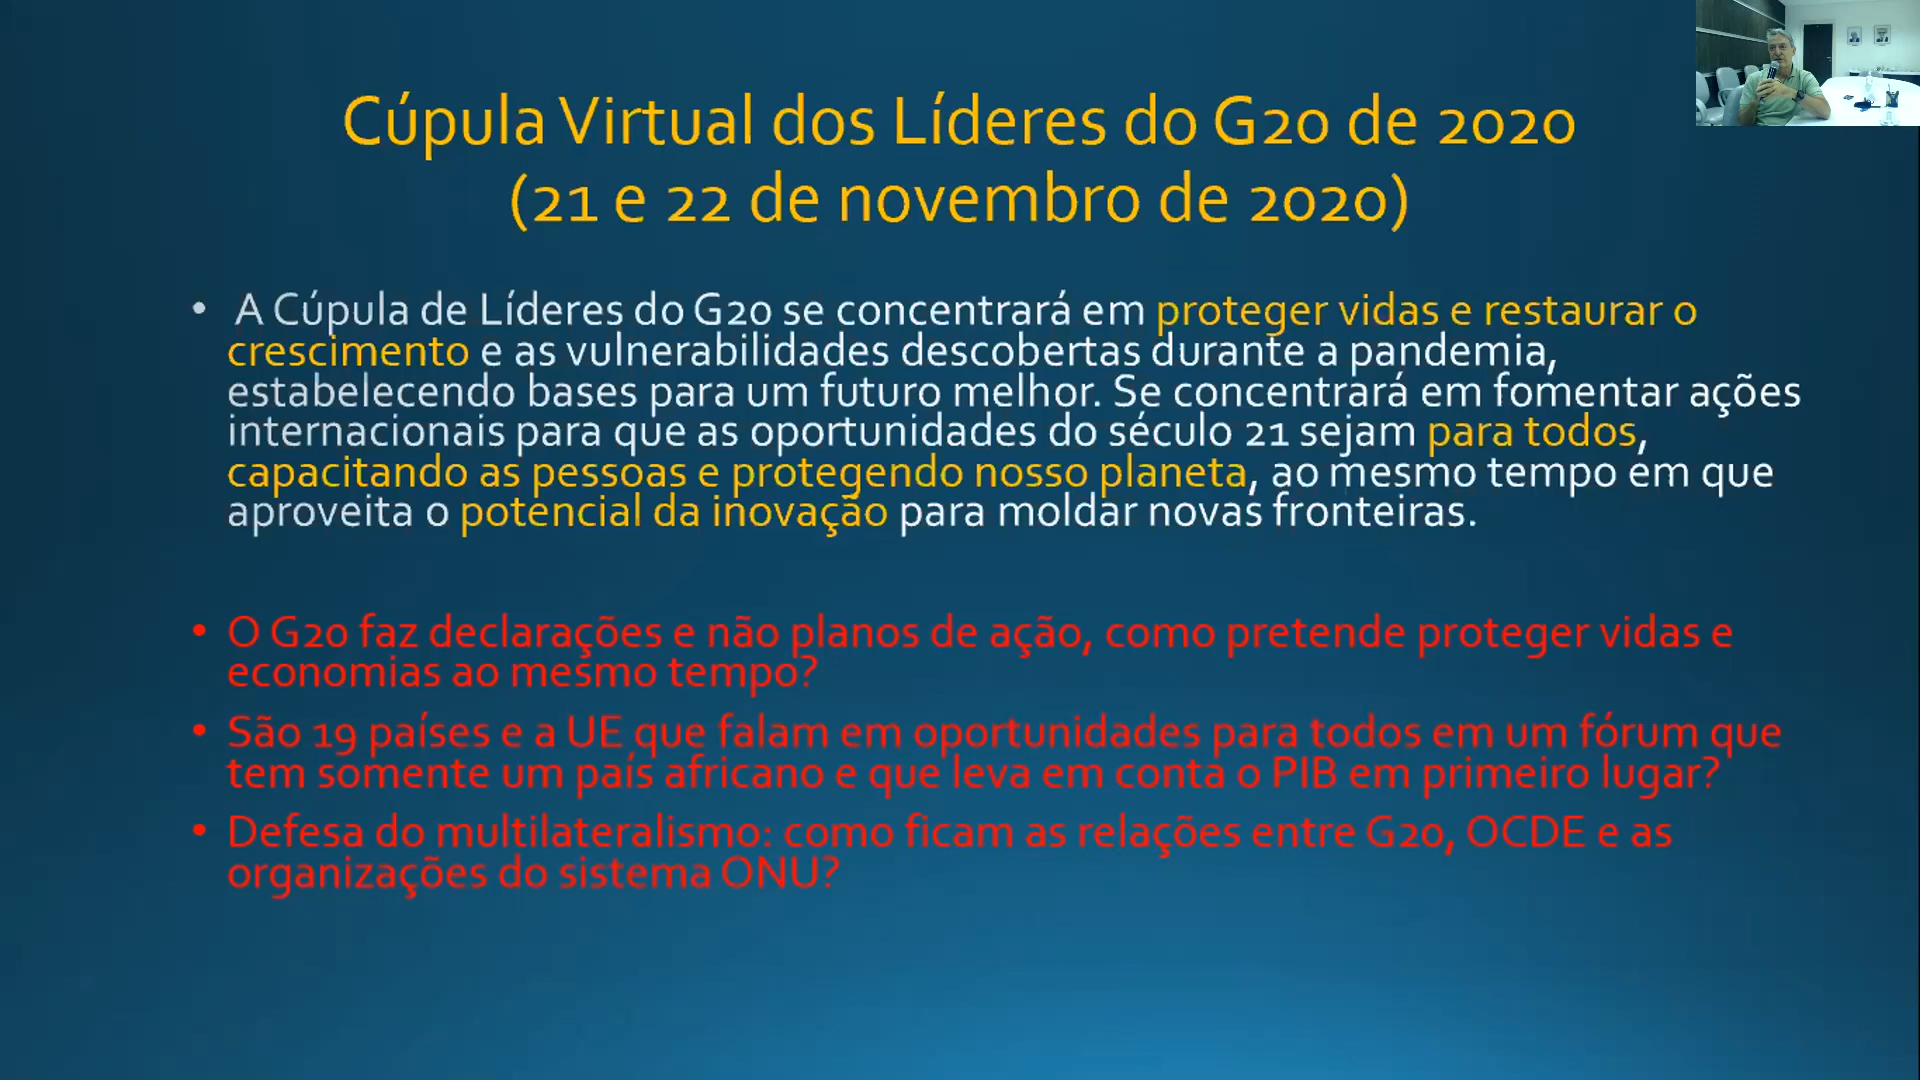 Cúpula Virtual dos Líderes do G20 de 2020
(21 e 22 de novembro de 2020)
• A Cúpula de Líderes do G20 se concentrará em proteger vidas e restaurar o
crescimento e as vulnerabilidades descobertas durante a pandemia,
estabelecendo bases para um futuro melhor. Se concentrará em fomentar ações
internacionais para que as oportunidades do século 21 sejam para todos,
capacitando as pessoas e protegendo nosso planeta, ao mesmo tempo em que
aproveita o potencial da inovação para moldar novas fronteiras.
• O G20 faz declarações e não planos de ação, como pretende proteger vidas e
economias ao mesmo tempo?
• São 19 países e a UE que falam em oportunidades para todos em um fórum que
tem somente um país africano e que leva em conta o PIB em primeiro lugar?
• Defesa do multilateralismo: como ficam as relações entre G20, OCDE e as
organizações do sistema ONU?